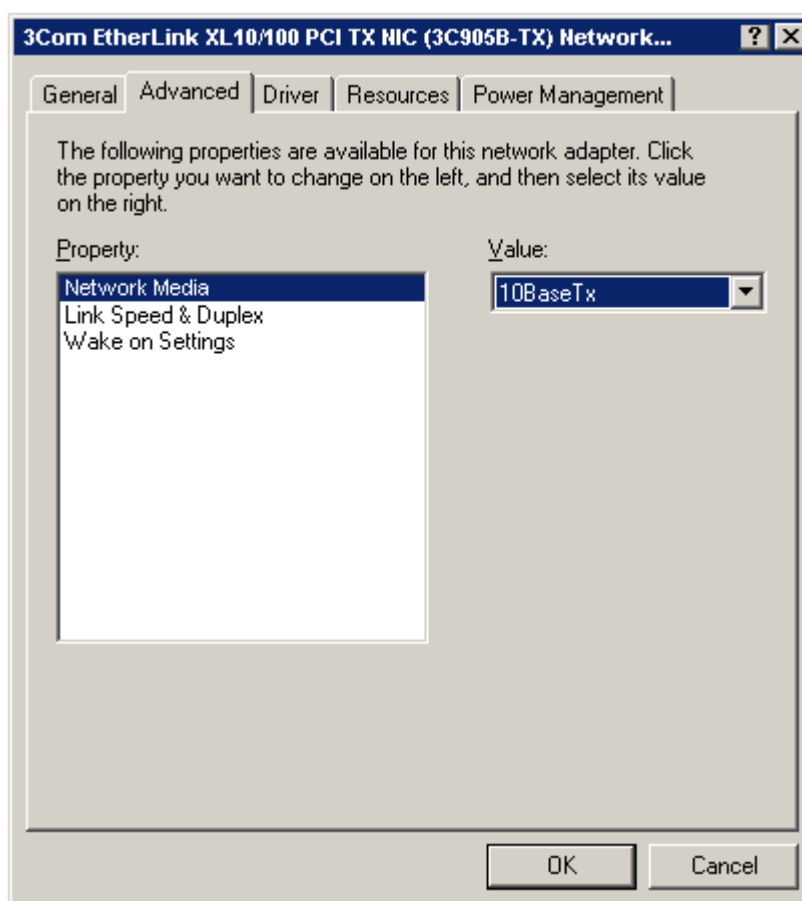 3Com EtherLink XL10/100 PCI TX NIC (3C905B-TX) Network...
General Advanced Driver Resources Power Management
The following properties are available for this network adapter. Click
the property you want to change on the left, and then select its value
on the right.
Property: Value:
Network Media 10BaseTx
Link Speed & Duplex
Wake on Settings
OK Cancel